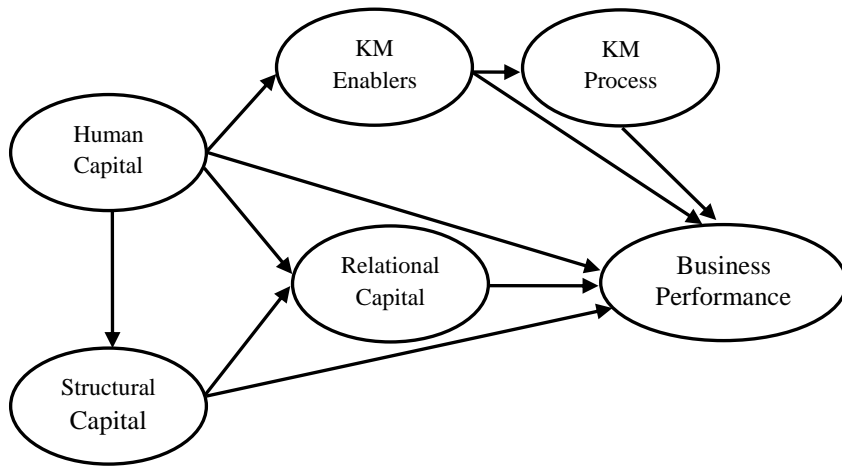 KM
Enablers
KM
Process
Human
Capital
Relational
Capital
Business
Performance
Structural
Capital